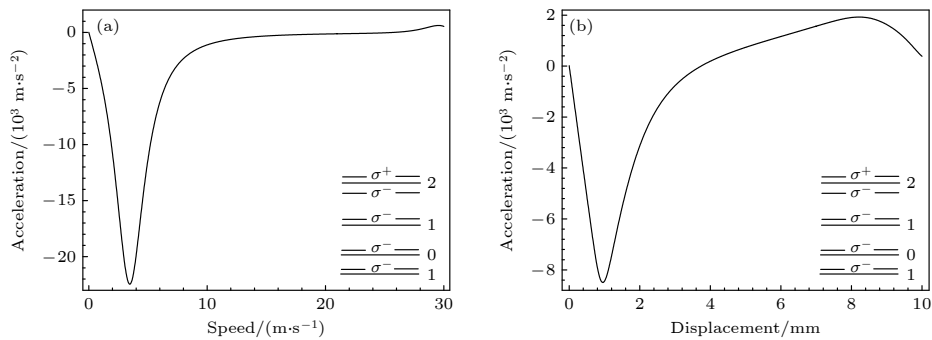 (a)
Acceleration/(10³ m·s⁻²)
0
−5
−10
−15
−20
σ⁺
2
σ⁻
σ⁻
1
σ⁻
0
σ⁻
1
0
10
20
30
Speed/(m·s⁻¹)
(b)
Acceleration/(10³ m·s⁻²)
2
0
−2
−4
−6
−8
σ⁺
2
σ⁻
σ⁻
1
σ⁻
0
σ⁻
1
0
2
4
6
8
10
Displacement/mm